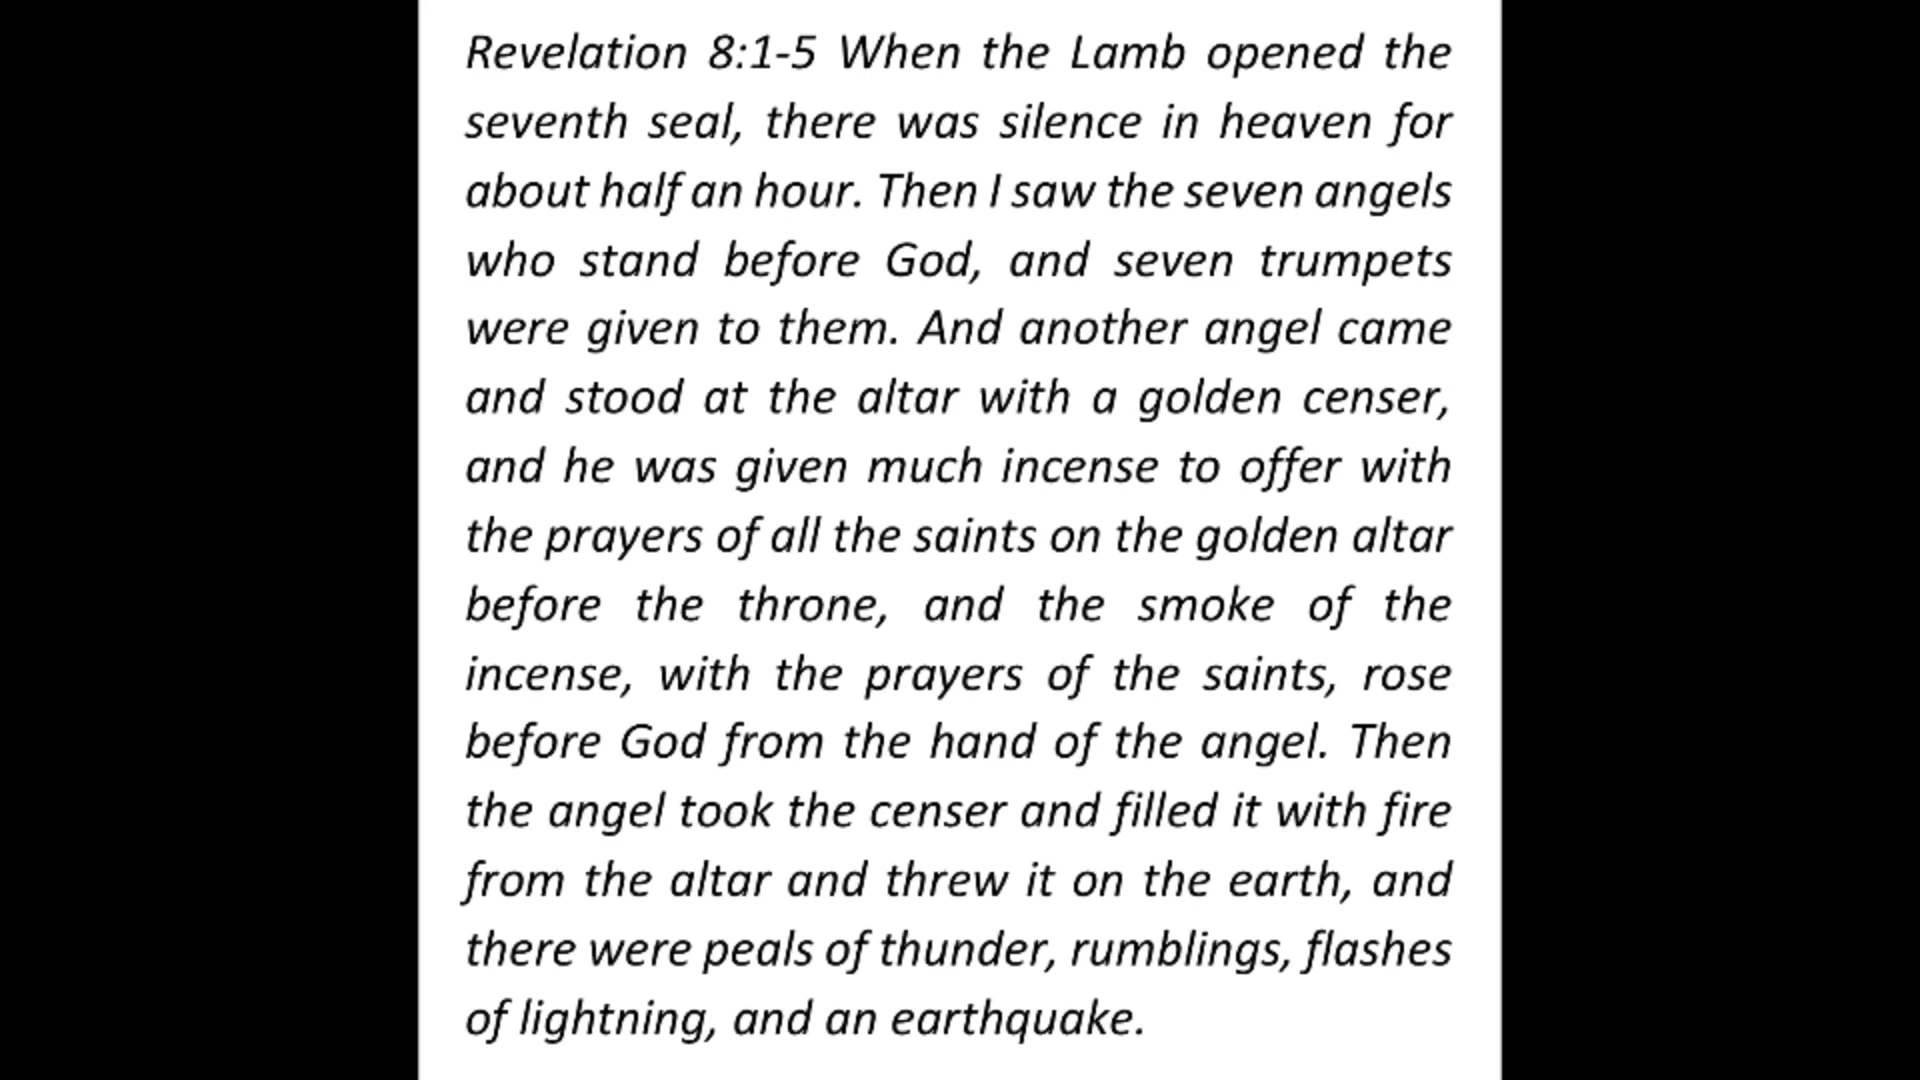 Revelation 8:1-5 When the Lamb opened the
seventh seal, there was silence in heaven for
about half an hour. Then I saw the seven angels
who stand before God, and seven trumpets
were given to them. And another angel came
and stood at the altar with a golden censer,
and he was given much incense to offer with
the prayers of all the saints on the golden altar
before the throne, and the smoke of the
incense, with the prayers of the saints, rose
before God from the hand of the angel. Then
the angel took the censer and filled it with fire
from the altar and threw it on the earth, and
there were peals of thunder, rumblings, flashes
of lightning, and an earthquake.